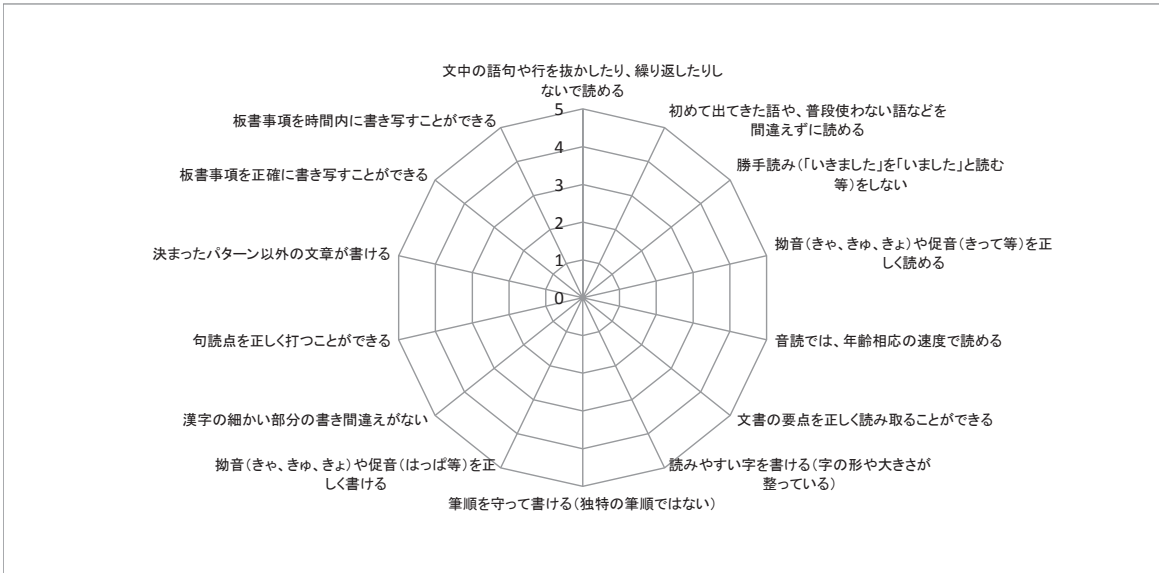 文中の語句や行を抜かしたり、繰り返したりし
ないで読める
初めて出てきた語や、普段使わない語などを
間違えずに読める
勝手読み(「いきました」を「いました」と読む
等)をしない
拗音(きゃ、きゅ、きょ)や促音(きって等)を正
しく読める
音読では、年齢相応の速度で読める
文書の要点を正しく読み取ることができる
読みやすい字を書ける(字の形や大きさが
整っている)
筆順を守って書ける(独特の筆順ではない)
拗音(きゃ、きゅ、きょ)や促音(はっぱ等)を正
しく書ける
漢字の細かい部分の書き間違えがない
句読点を正しく打つことができる
決まったパターン以外の文章が書ける
板書事項を正確に書き写すことができる
板書事項を時間内に書き写すことができる
5
4
3
2
1
0